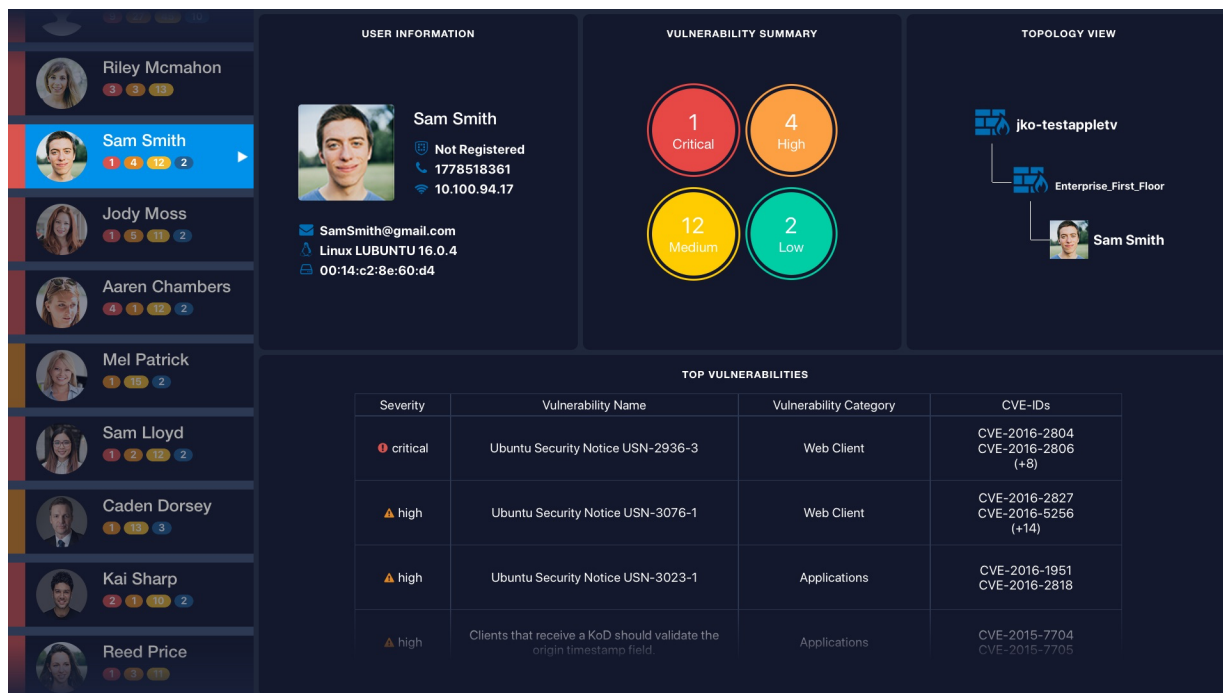 10
Riley Mcmahon
3 3 13
Sam Smith
1 4 12 2
Jody Moss
1 5 11 2
Aaren Chambers
4 1 12 2
Mel Patrick
1 15 2
Sam Lloyd
1 2 12 2
Caden Dorsey
1 13 3
Kai Sharp
2 1 10 2
Reed Price
1 3 11
USER INFORMATION
Sam Smith
Not Registered
1778518361
10.100.94.17
SamSmith@gmail.com
Linux LUBUNTU 16.0.4
00:14:c2:8e:60:d4
VULNERABILITY SUMMARY
1
Critical
4
High
12
Medium
2
Low
TOPOLOGY VIEW
jko-testappletv
Enterprise_First_Floor
Sam Smith
TOP VULNERABILITIES
Severity Vulnerability Name Vulnerability Category CVE-IDs
critical Ubuntu Security Notice USN-2936-3 Web Client CVE-2016-2804
CVE-2016-2806
(+8)
high Ubuntu Security Notice USN-3076-1 Web Client CVE-2016-2827
CVE-2016-5256
(+14)
high Ubuntu Security Notice USN-3023-1 Applications CVE-2016-1951
CVE-2016-2818
high Clients that receive a KoD should validate the Applications CVE-2015-7704
origin timestamp field. CVE-2015-7705